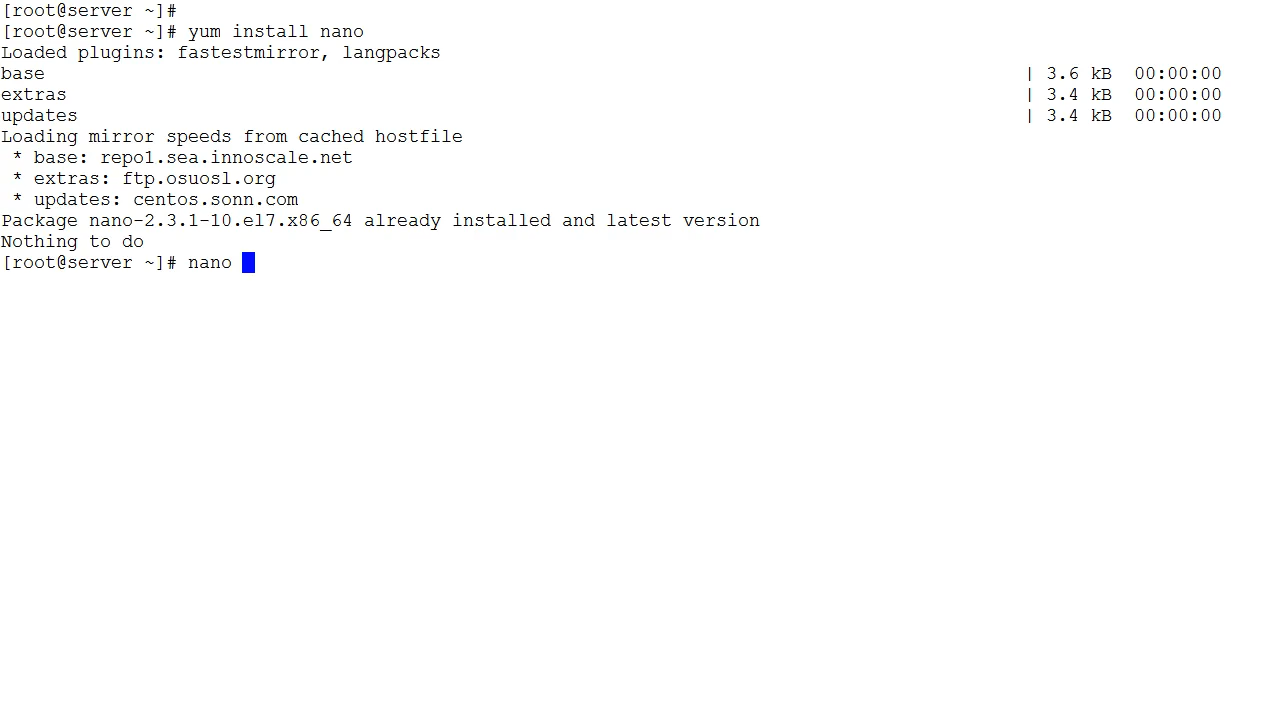 [root@server ~]#
[root@server ~]# yum install nano
Loaded plugins: fastestmirror, langpacks
base | 3.6 kB 00:00:00
extras | 3.4 kB 00:00:00
updates | 3.4 kB 00:00:00
Loading mirror speeds from cached hostfile
* base: repo1.sea.innoscale.net
* extras: ftp.osuosl.org
* updates: centos.sonn.com
Package nano-2.3.1-10.el7.x86_64 already installed and latest version
Nothing to do
[root@server ~]# nano